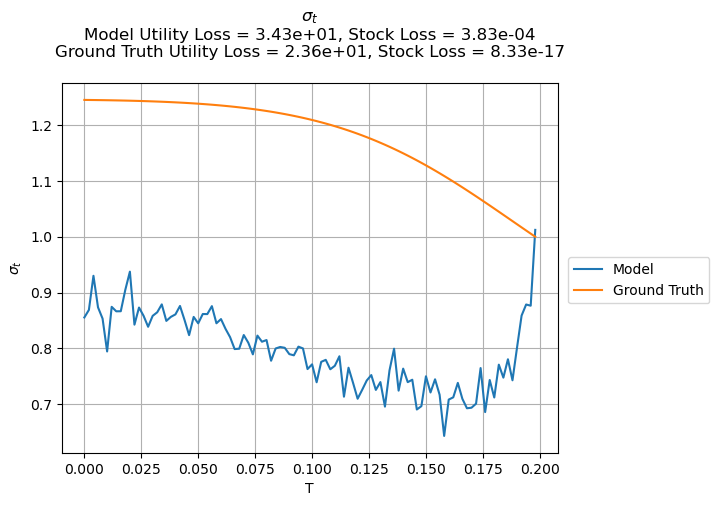 σt
Model Utility Loss = 3.43e+01, Stock Loss = 3.83e-04
Ground Truth Utility Loss = 2.36e+01, Stock Loss = 8.33e-17
1.2
1.1
1.0
0.9
0.8
0.7
σt
0.000 0.025 0.050 0.075 0.100 0.125 0.150 0.175 0.200
T
Model
Ground Truth